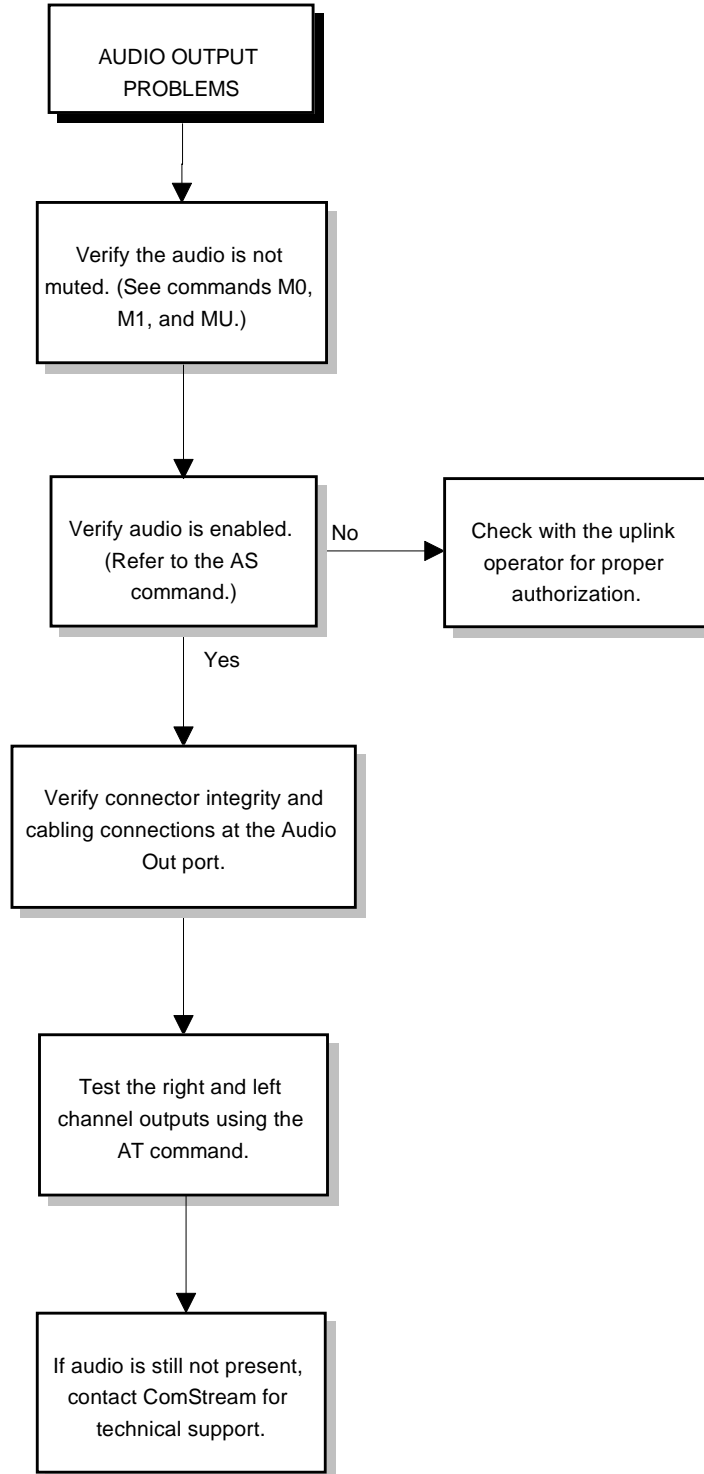 AUDIO OUTPUT
PROBLEMS
Verify the audio is not
muted. (See commands M0,
M1, and MU.)
Verify audio is enabled.
(Refer to the AS
command.)
No
Check with the uplink
operator for proper
authorization.
Yes
Verify connector integrity and
cabling connections at the Audio
Out port.
Test the right and left
channel outputs using the
AT command.
If audio is still not present,
contact ComStream for
technical support.